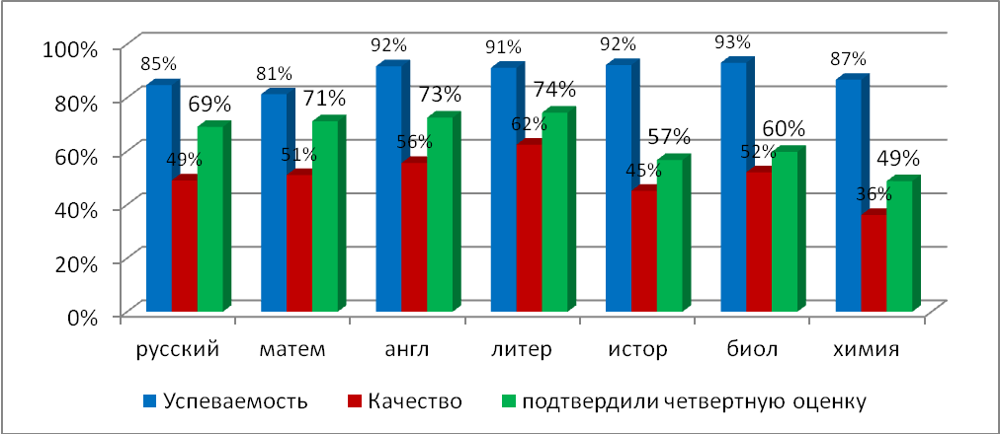 100%
80%
60%
40%
20%
0%
85% 81% 92% 91% 92% 93% 87%
49% 51% 56% 62% 45% 52% 36%
69% 71% 73% 74% 57% 60% 49%
русский матем англ литер истор биол химия
Успеваемость Качество подтвердили четвертную оценку